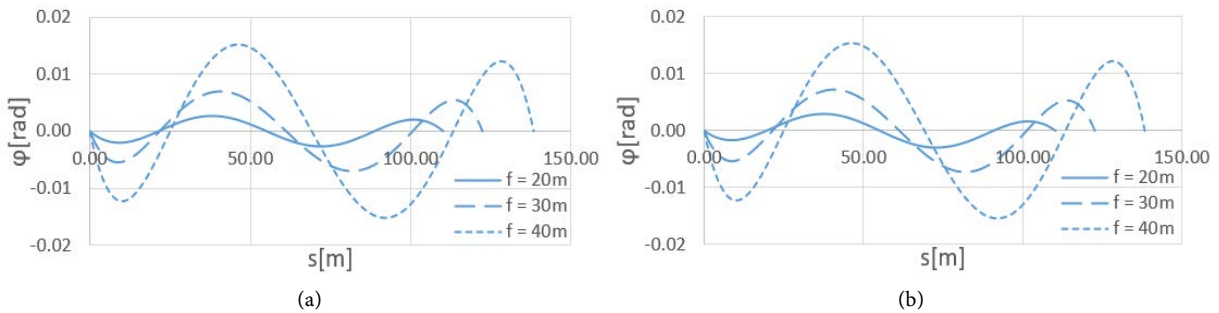 0.02
0.01
0.00
-0.01
-0.02
φ[rad]
0.00
50.00
100.00
150.00
f = 20m
f = 30m
f = 40m
s[m]
(a)
0.02
0.01
0.00
-0.01
-0.02
φ[rad]
0.00
50.00
100.00
150.00
f = 20m
f = 30m
f = 40m
s[m]
(b)